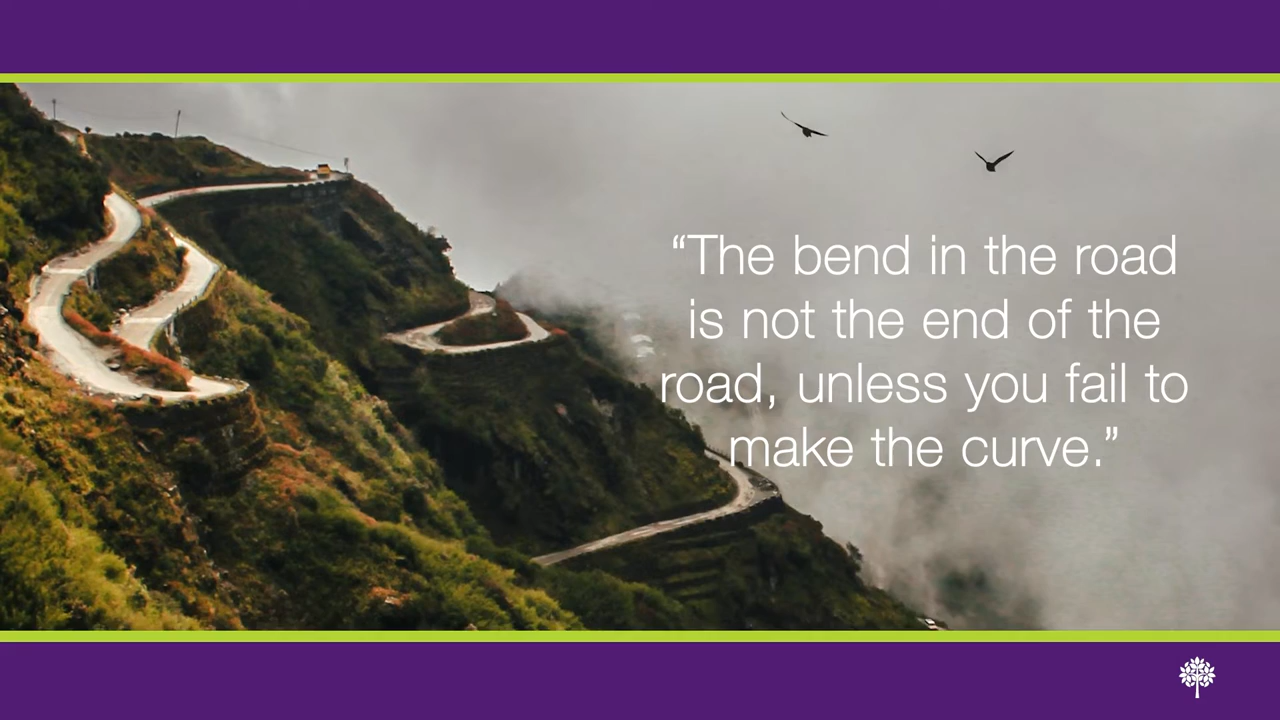 “The bend in the road
is not the end of the
road, unless you fail to
make the curve.”